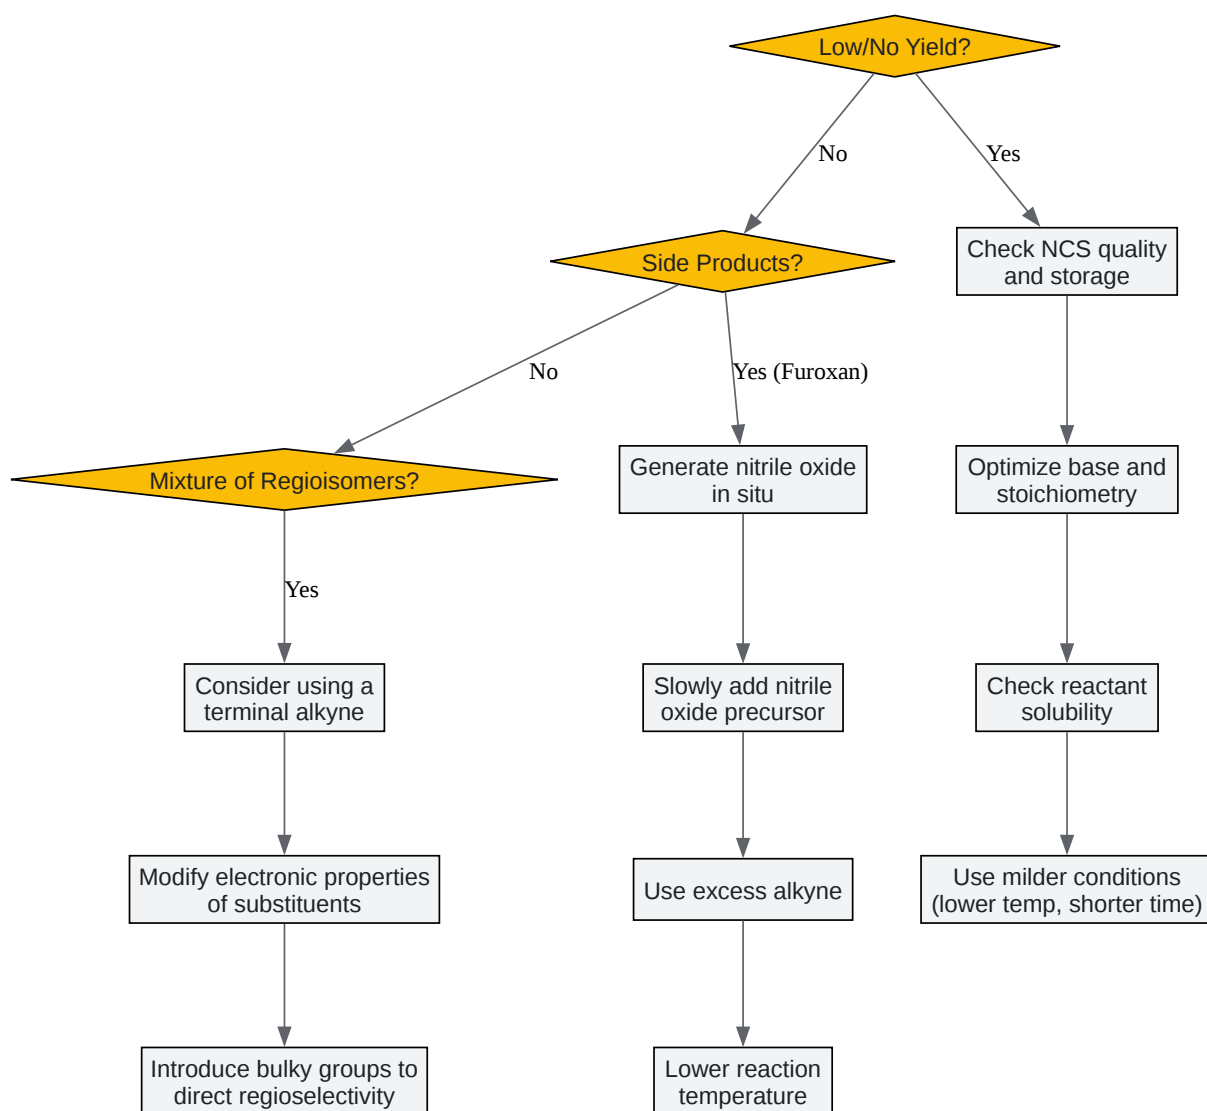 Low/No Yield?
No
Yes
Side Products?
Check NCS quality
and storage
No
Yes (Furoxan)
Mixture of Regioisomers?
Generate nitrile oxide
in situ
Optimize base and
stoichiometry
Yes
Consider using a
terminal alkyne
Slowly add nitrile
oxide precursor
Check reactant
solubility
Modify electronic properties
of substituents
Use excess alkyne
Use milder conditions
(lower temp, shorter time)
Introduce bulky groups to
direct regioselectivity
Lower reaction
temperature